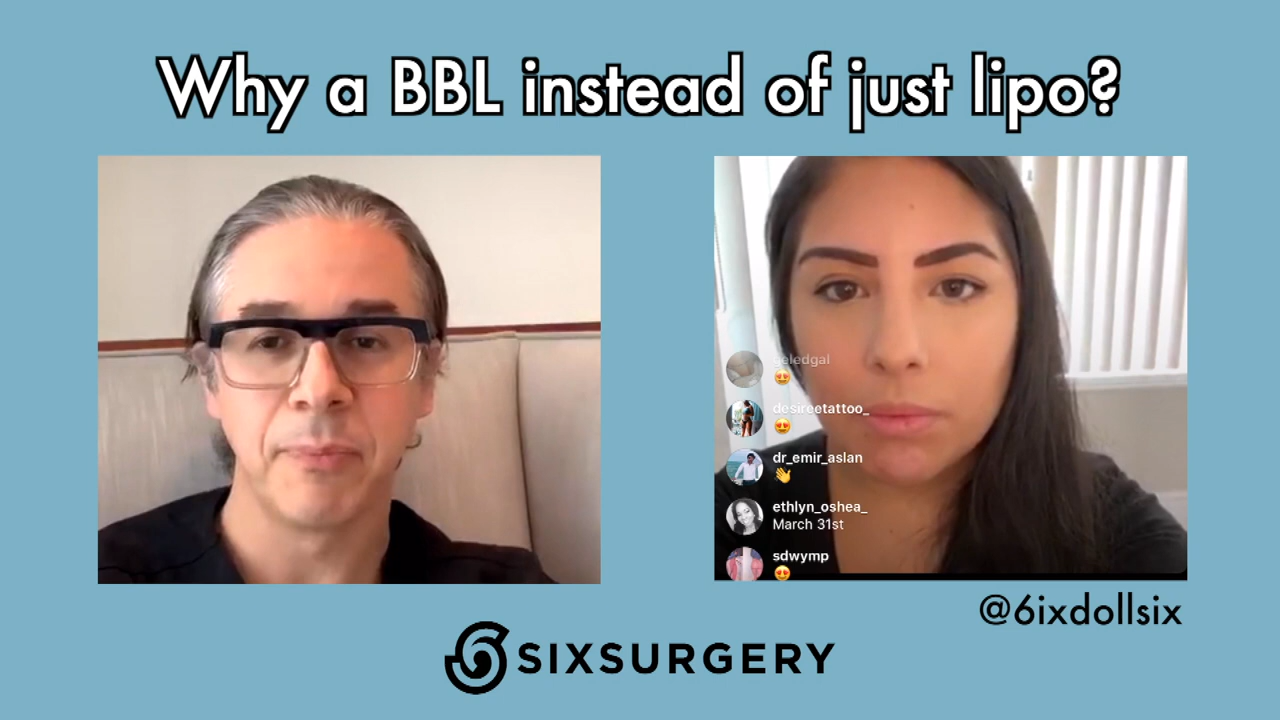 Why a BBL instead of just lipo?
desireetattoo_
dr_emir_aslan
ethlyn_oshea_
March 31st
sdwymp
@6ixdollsix
SIXSURGERY